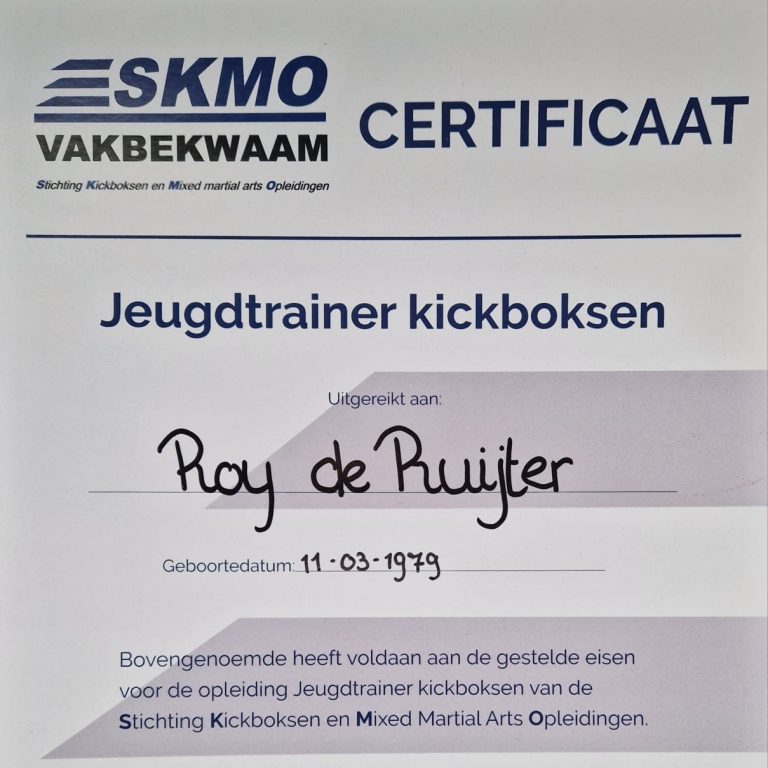 SKMO
VAKBEKWAAM
Stichting Kickboksen en Mixed martial arts Opleidingen
CERTIFICAAT
Jeugdtrainer kickboksen
Uitgereikt aan:
Roy de Ruijter
Geboortedatum: 11-03-1979
Bovengenoemde heeft voldaan aan de gestelde eisen
voor de opleiding Jeugdtrainer kickboksen van de
Stichting Kickboksen en Mixed Martial Arts Opleidingen.